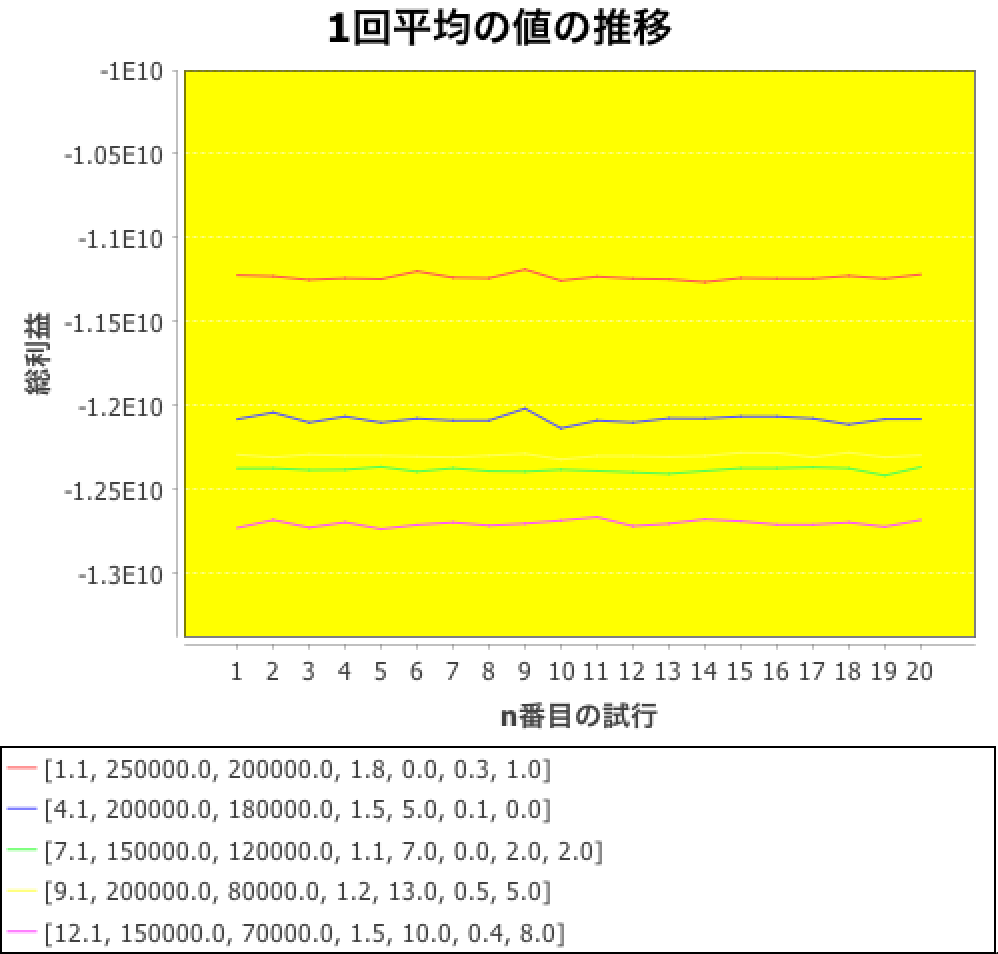 1回平均の値の推移
-1E10
-1.05E10
-1.1E10
-1.15E10
-1.2E10
-1.25E10
-1.3E10
総利益
1 2 3 4 5 6 7 8 9 10 11 12 13 14 15 16 17 18 19 20
n番目の試行
[1.1, 250000.0, 200000.0, 1.8, 0.0, 0.3, 1.0]
[4.1, 200000.0, 180000.0, 1.5, 5.0, 0.1, 0.0]
[7.1, 150000.0, 120000.0, 1.1, 7.0, 0.0, 2.0, 2.0]
[9.1, 200000.0, 80000.0, 1.2, 13.0, 0.5, 5.0]
[12.1, 150000.0, 70000.0, 1.5, 10.0, 0.4, 8.0]